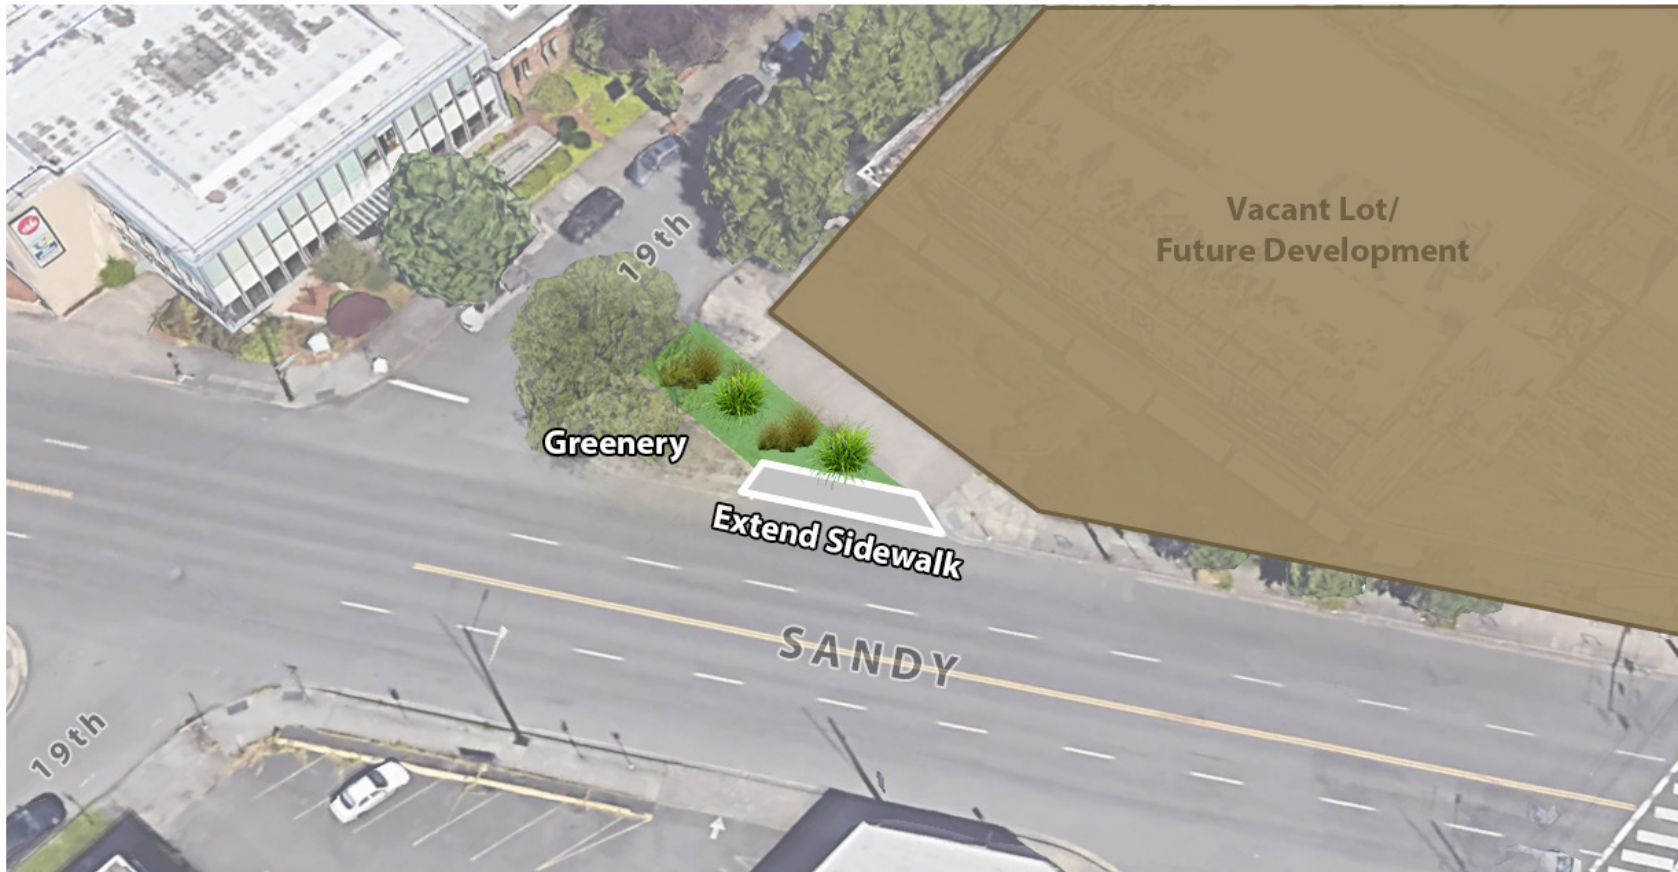 Vacant Lot/
Future Development
19th
Greenery
Extend Sidewalk
SANDY
19th